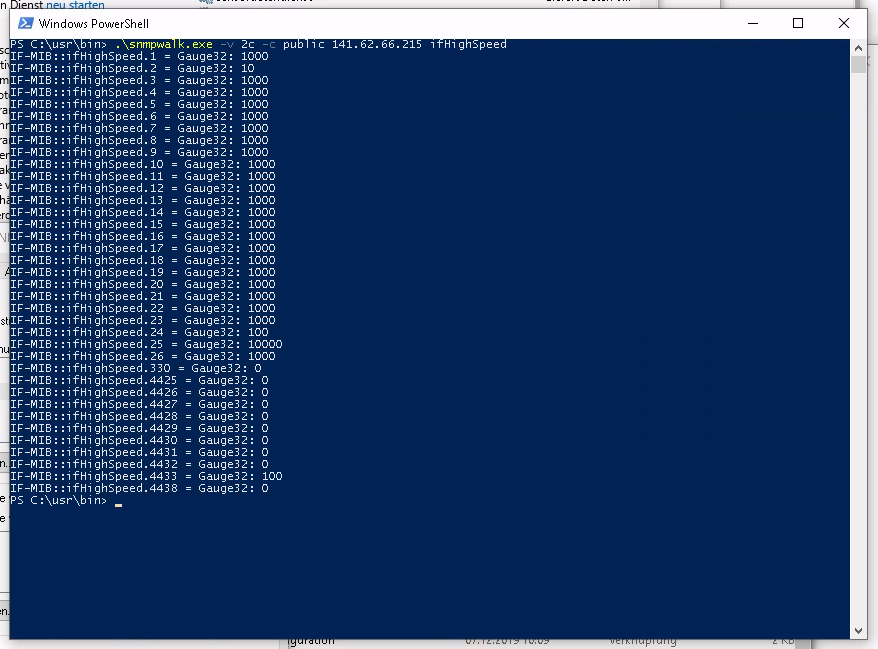 n Dienst neu starten
Windows PowerShell
PS C:\usr\bin> .\snmpwalk.exe -v 2c -c public 141.62.66.215 ifHighSpeed
IF-MIB::ifHighSpeed.1 = Gauge32: 1000
IF-MIB::ifHighSpeed.2 = Gauge32: 10
IF-MIB::ifHighSpeed.3 = Gauge32: 1000
IF-MIB::ifHighSpeed.4 = Gauge32: 1000
IF-MIB::ifHighSpeed.5 = Gauge32: 1000
IF-MIB::ifHighSpeed.6 = Gauge32: 1000
IF-MIB::ifHighSpeed.7 = Gauge32: 1000
IF-MIB::ifHighSpeed.8 = Gauge32: 1000
IF-MIB::ifHighSpeed.9 = Gauge32: 1000
IF-MIB::ifHighSpeed.10 = Gauge32: 1000
IF-MIB::ifHighSpeed.11 = Gauge32: 1000
IF-MIB::ifHighSpeed.12 = Gauge32: 1000
IF-MIB::ifHighSpeed.13 = Gauge32: 1000
IF-MIB::ifHighSpeed.14 = Gauge32: 1000
IF-MIB::ifHighSpeed.15 = Gauge32: 1000
IF-MIB::ifHighSpeed.16 = Gauge32: 1000
IF-MIB::ifHighSpeed.17 = Gauge32: 1000
IF-MIB::ifHighSpeed.18 = Gauge32: 1000
IF-MIB::ifHighSpeed.19 = Gauge32: 1000
IF-MIB::ifHighSpeed.20 = Gauge32: 1000
IF-MIB::ifHighSpeed.21 = Gauge32: 1000
IF-MIB::ifHighSpeed.22 = Gauge32: 1000
IF-MIB::ifHighSpeed.23 = Gauge32: 1000
IF-MIB::ifHighSpeed.24 = Gauge32: 100
IF-MIB::ifHighSpeed.25 = Gauge32: 10000
IF-MIB::ifHighSpeed.26 = Gauge32: 1000
IF-MIB::ifHighSpeed.330 = Gauge32: 0
IF-MIB::ifHighSpeed.4425 = Gauge32: 0
IF-MIB::ifHighSpeed.4426 = Gauge32: 0
IF-MIB::ifHighSpeed.4427 = Gauge32: 0
IF-MIB::ifHighSpeed.4428 = Gauge32: 0
IF-MIB::ifHighSpeed.4429 = Gauge32: 0
IF-MIB::ifHighSpeed.4430 = Gauge32: 0
IF-MIB::ifHighSpeed.4431 = Gauge32: 0
IF-MIB::ifHighSpeed.4432 = Gauge32: 0
IF-MIB::ifHighSpeed.4433 = Gauge32: 100
IF-MIB::ifHighSpeed.4438 = Gauge32: 0
PS C:\usr\bin>
iguration 07.12.2019 10:09 Verknüpfung 2 KB